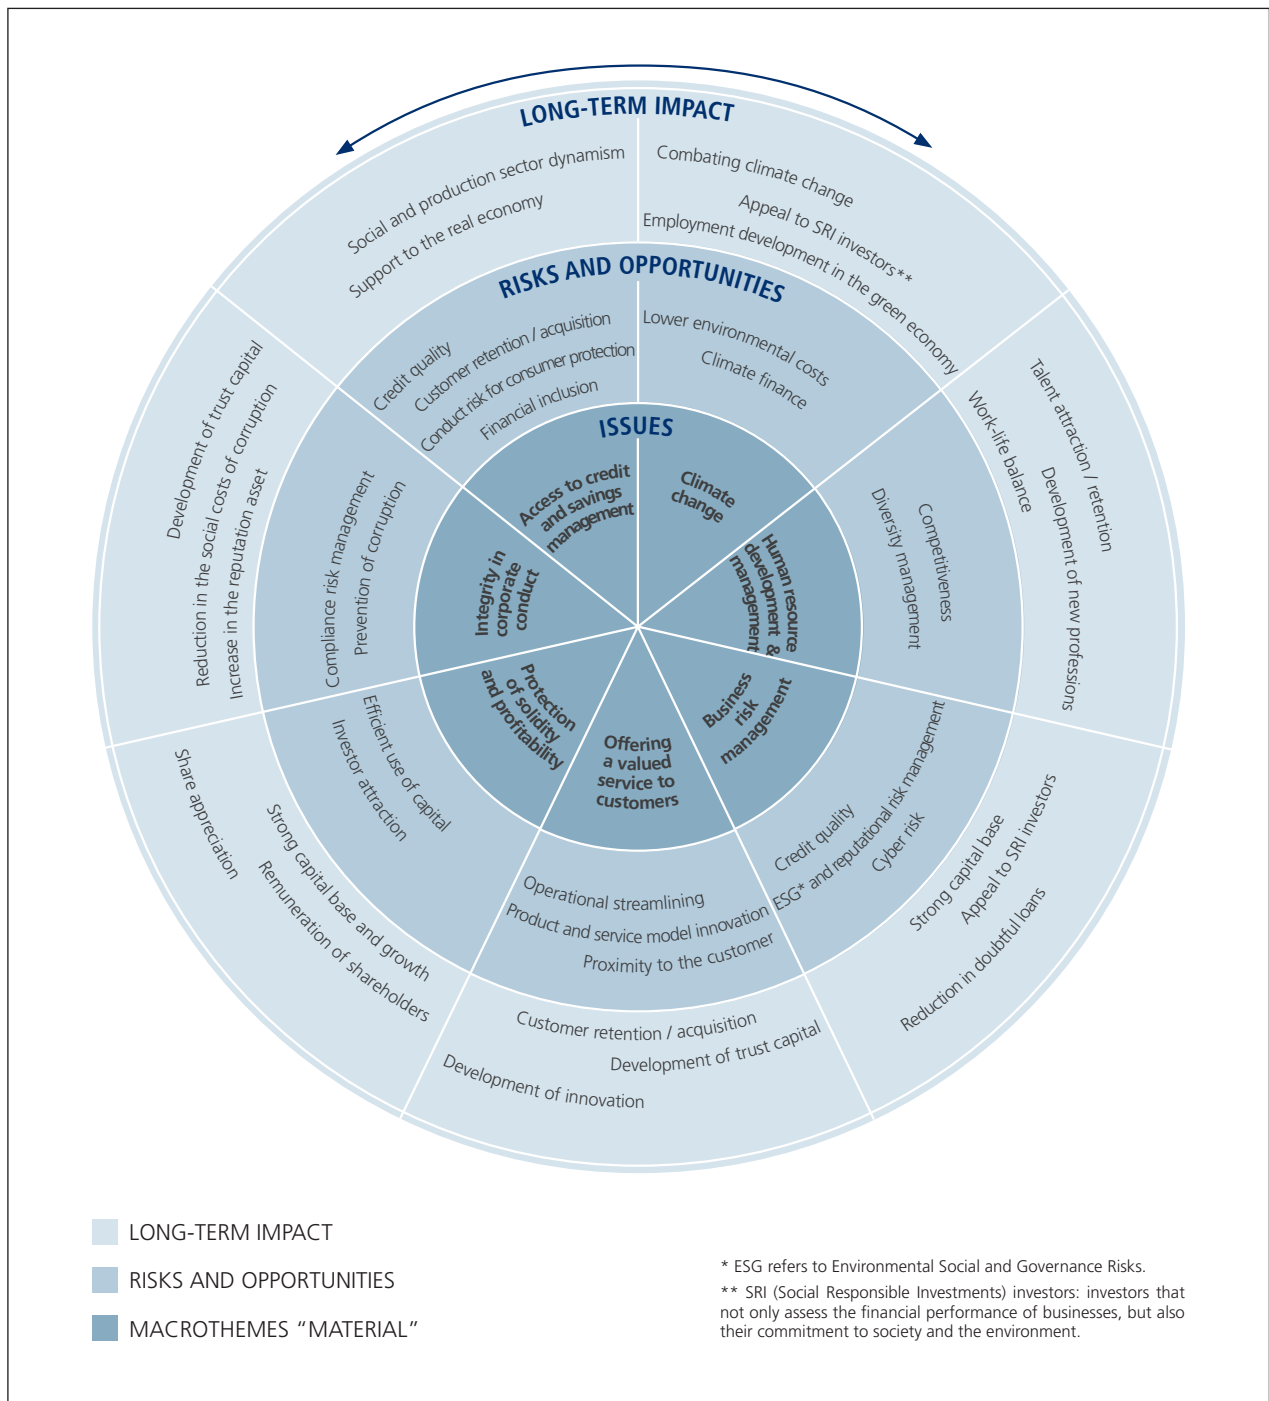 LONG-TERM IMPACT
Social and production sector dynamism
Support to the real economy
Combating climate change
Appeal to SRI investors**
Employment development in the green economy
RISKS AND OPPORTUNITIES
Credit quality
Customer retention / acquisition
Conduct risk for consumer protection
Financial inclusion
Lower environmental costs
Climate finance
ISSUES
Access to credit
and savings
management
Climate
change
Human resource
development &
management
Business
risk
management
Offering
a valued
service to
customers
Protection
of solidity
and profitability
Integrity in
corporate
conduct
Talent attraction / retention
Development of new professions
Work-life balance
Competitiveness
Diversity management
Credit quality
ESG* and reputational risk management
Cyber risk
Strong capital base
Appeal to SRI investors
Reduction in doubtful loans
Operational streamlining
Product and service model innovation
Proximity to the customer
Customer retention / acquisition
Development of trust capital
Development of innovation
Efficient use of capital
Investor attraction
Strong capital base and growth
Remuneration of shareholders
Share appreciation
Compliance risk management
Prevention of corruption
Development of trust capital
Reduction in the social costs of corruption
Increase in the reputation asset
LONG-TERM IMPACT
RISKS AND OPPORTUNITIES
MACROTHEMES “MATERIAL”
* ESG refers to Environmental Social and Governance Risks.
** SRI (Social Responsible Investments) investors: investors that
not only assess the financial performance of businesses, but also
their commitment to society and the environment.